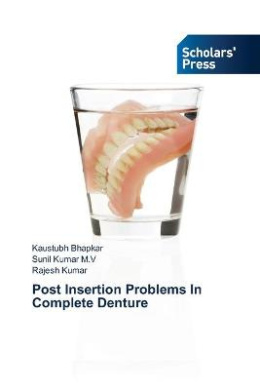 Scholars'
Press
Kaustubh Bhapkar
Sunil Kumar M.V
Rajesh Kumar
Post Insertion Problems In
Complete Denture